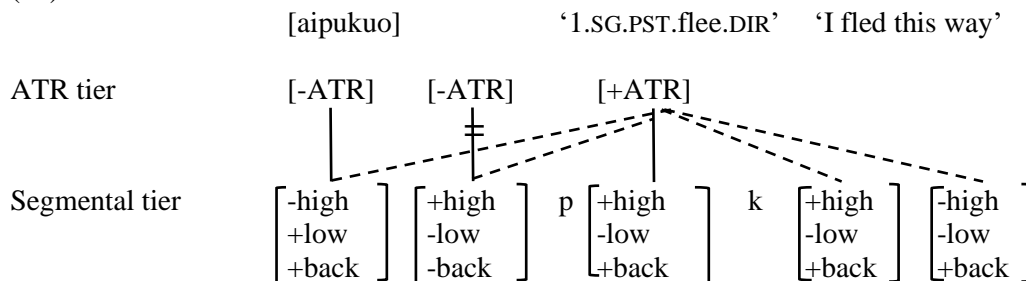 [aipukuo] ‘1.SG.PST.flee.DIR’ ‘I fled this way’
ATR tier [-ATR] [-ATR] [+ATR]
Segmental tier -high +high p +high k +high -high
+low -low -low -low -low
+back -back +back +back +back